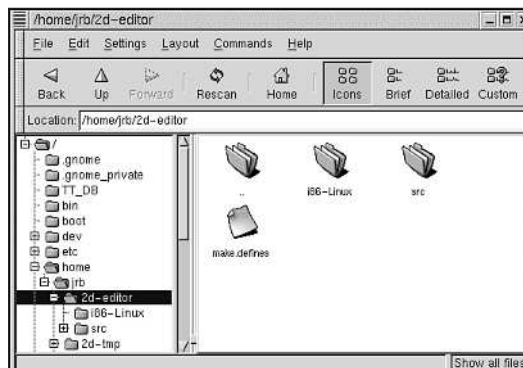 /home/jrb/2d-editor
File Edit Settings Layout Commands Help
Back Up Forward Rescan Home Icons Brief Detailed Custom
Location: /home/jrb/2d-editor
/
.gnome
.gnome_private
TT_DB
bin
boot
dev
etc
home
jrb
2d-editor
i86-Linux
src
2d-tmp
.. i86-Linux src
make.defines
Show all files